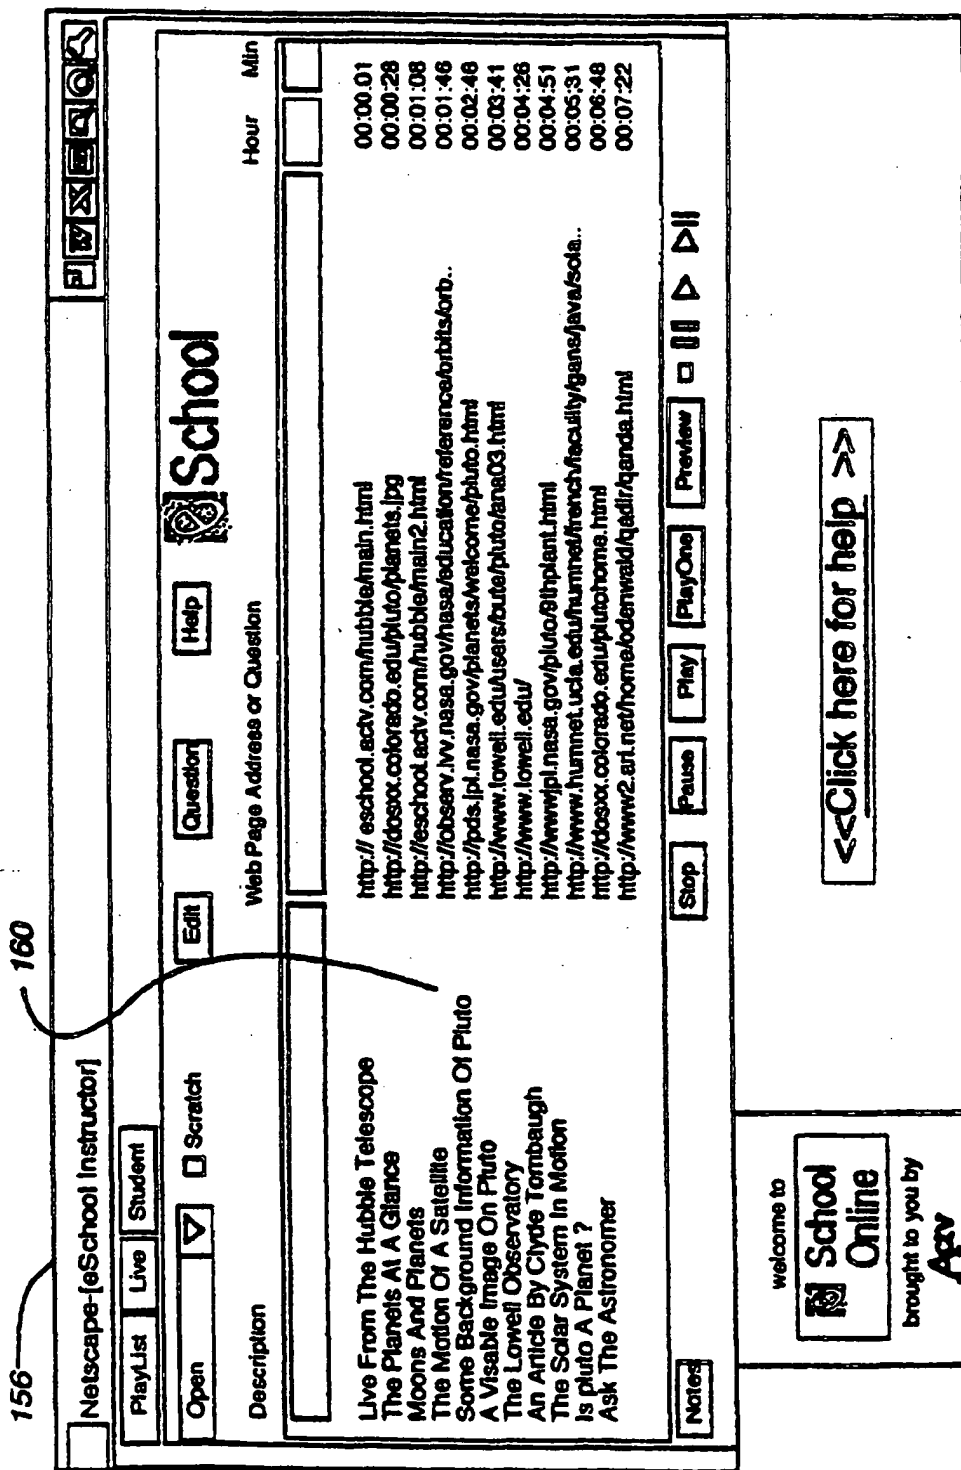 156
160
Netscape-[eSchool Instructor]
PlayList Live Student
Open Scratch Edit Question Help School
Description Web Page Address or Question Hour Min
Live From The Hubble Telescope http:// eschool.actv.com/hubble/main.html 00:00:01
The Planets At A Glance http://dosxx.colorado.edu/pluto/planets.jpg 00:00:28
Moons And Planets http://eschool.actv.com/hubble/main2.html 00:01:08
The Motion Of A Satellite http://observ.ivv.nasa.gov/nasa/education/reference/orbits/orb.. 00:01:46
Some Background Information Of Pluto http://pds.jpl.nasa.gov/planets/welcome/pluto.html 00:02:46
A Visable Image On Pluto http://www.lowell.edu/users/bute/pluto/ana03.html 00:03:41
The Lowell Observatory http://www.lowell.edu/ 00:04:26
An Article By Clyde Tombaugh http://wwwjpl.nasa.gov/pluto/9thplant.html 00:04:51
The Solar System In Motion http://www.humnet.ucla.edu/humnet/french/faculity/gans/java/sola.. 00:05:31
Is pluto A Planet ? http://dosxx.colorado.edu/plutohome.html 00:06:48
Ask The Astronomer http://www2.ari.net/home/odenwald/qadir/qanda.html 00:07:22
Notes Stop Pause Play PlayOne Preview
welcome to
School
Online
brought to you by
Actv
<<Click here for help >>